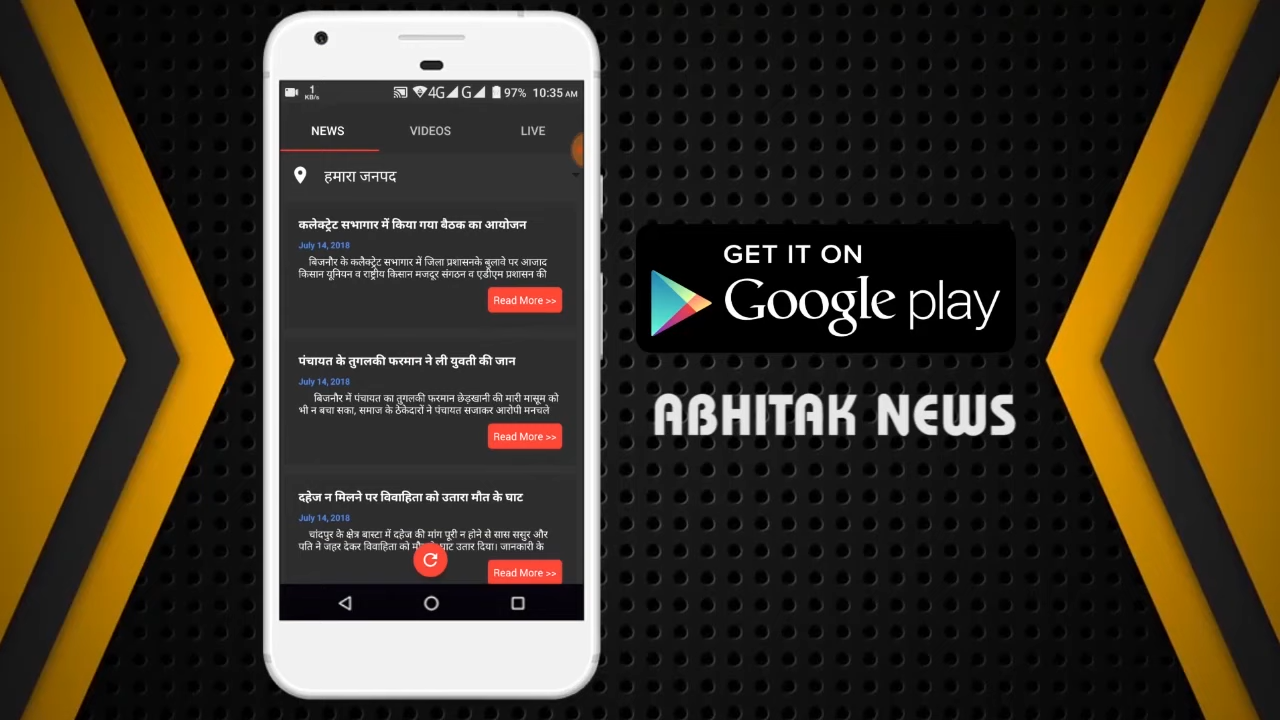 1
KB/s
4G G 97% 10:35 AM
NEWS VIDEOS LIVE
हमारा जनपद
कलेक्ट्रेट सभागार में किया गया बैठक का आयोजन
July 14, 2018
बिजनौर के कलैक्ट्रेट सभागार में जिला प्रशासनके बुलावे पर आजाद
किसान यूनियन व राष्ट्रीय किसान मजदूर संगठन व एडीएम प्रशासन की
Read More >>
पंचायत के तुगलकी फरमान ने ली युवती की जान
July 14, 2018
बिजनौर में पंचायत का तुगलकी फरमान छेड़खानी की मारी मासूम को
भी न बचा सका, समाज के ठेकेदारों ने पंचायत सजाकर आरोपी मनचले
Read More >>
दहेज न मिलने पर विवाहिता को उतारा मौत के घाट
July 14, 2018
चांदपुर के क्षेत्र बास्टा में दहेज की मांग पूरी न होने से सास ससुर और
पति ने जहर देकर विवाहिता को घाट उतार दिया। जानकारी के
Read More >>
GET IT ON
Google play
ABHITAK NEWS